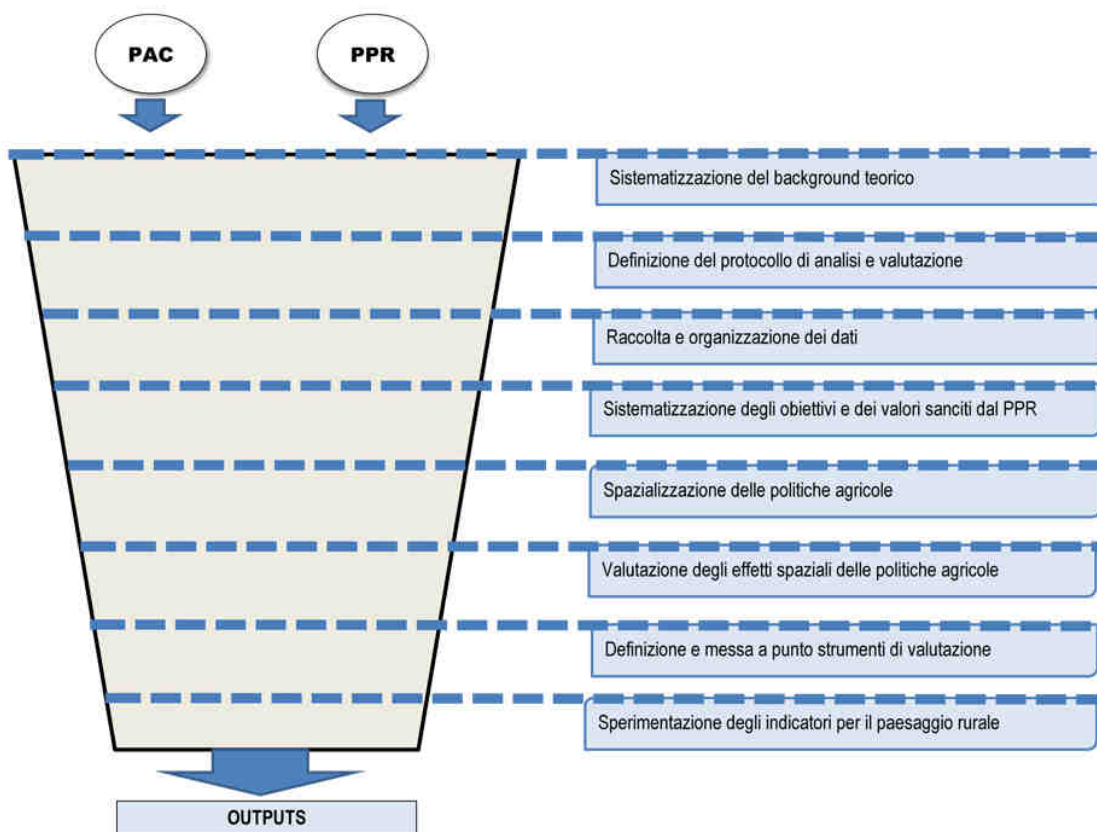 PAC
PPR
Sistematizzazione del background teorico
Definizione del protocollo di analisi e valutazione
Raccolta e organizzazione dei dati
Sistematizzazione degli obiettivi e dei valori sanciti dal PPR
Spazializzazione delle politiche agricole
Valutazione degli effetti spaziali delle politiche agricole
Definizione e messa a punto strumenti di valutazione
Sperimentazione degli indicatori per il paesaggio rurale
OUTPUTS